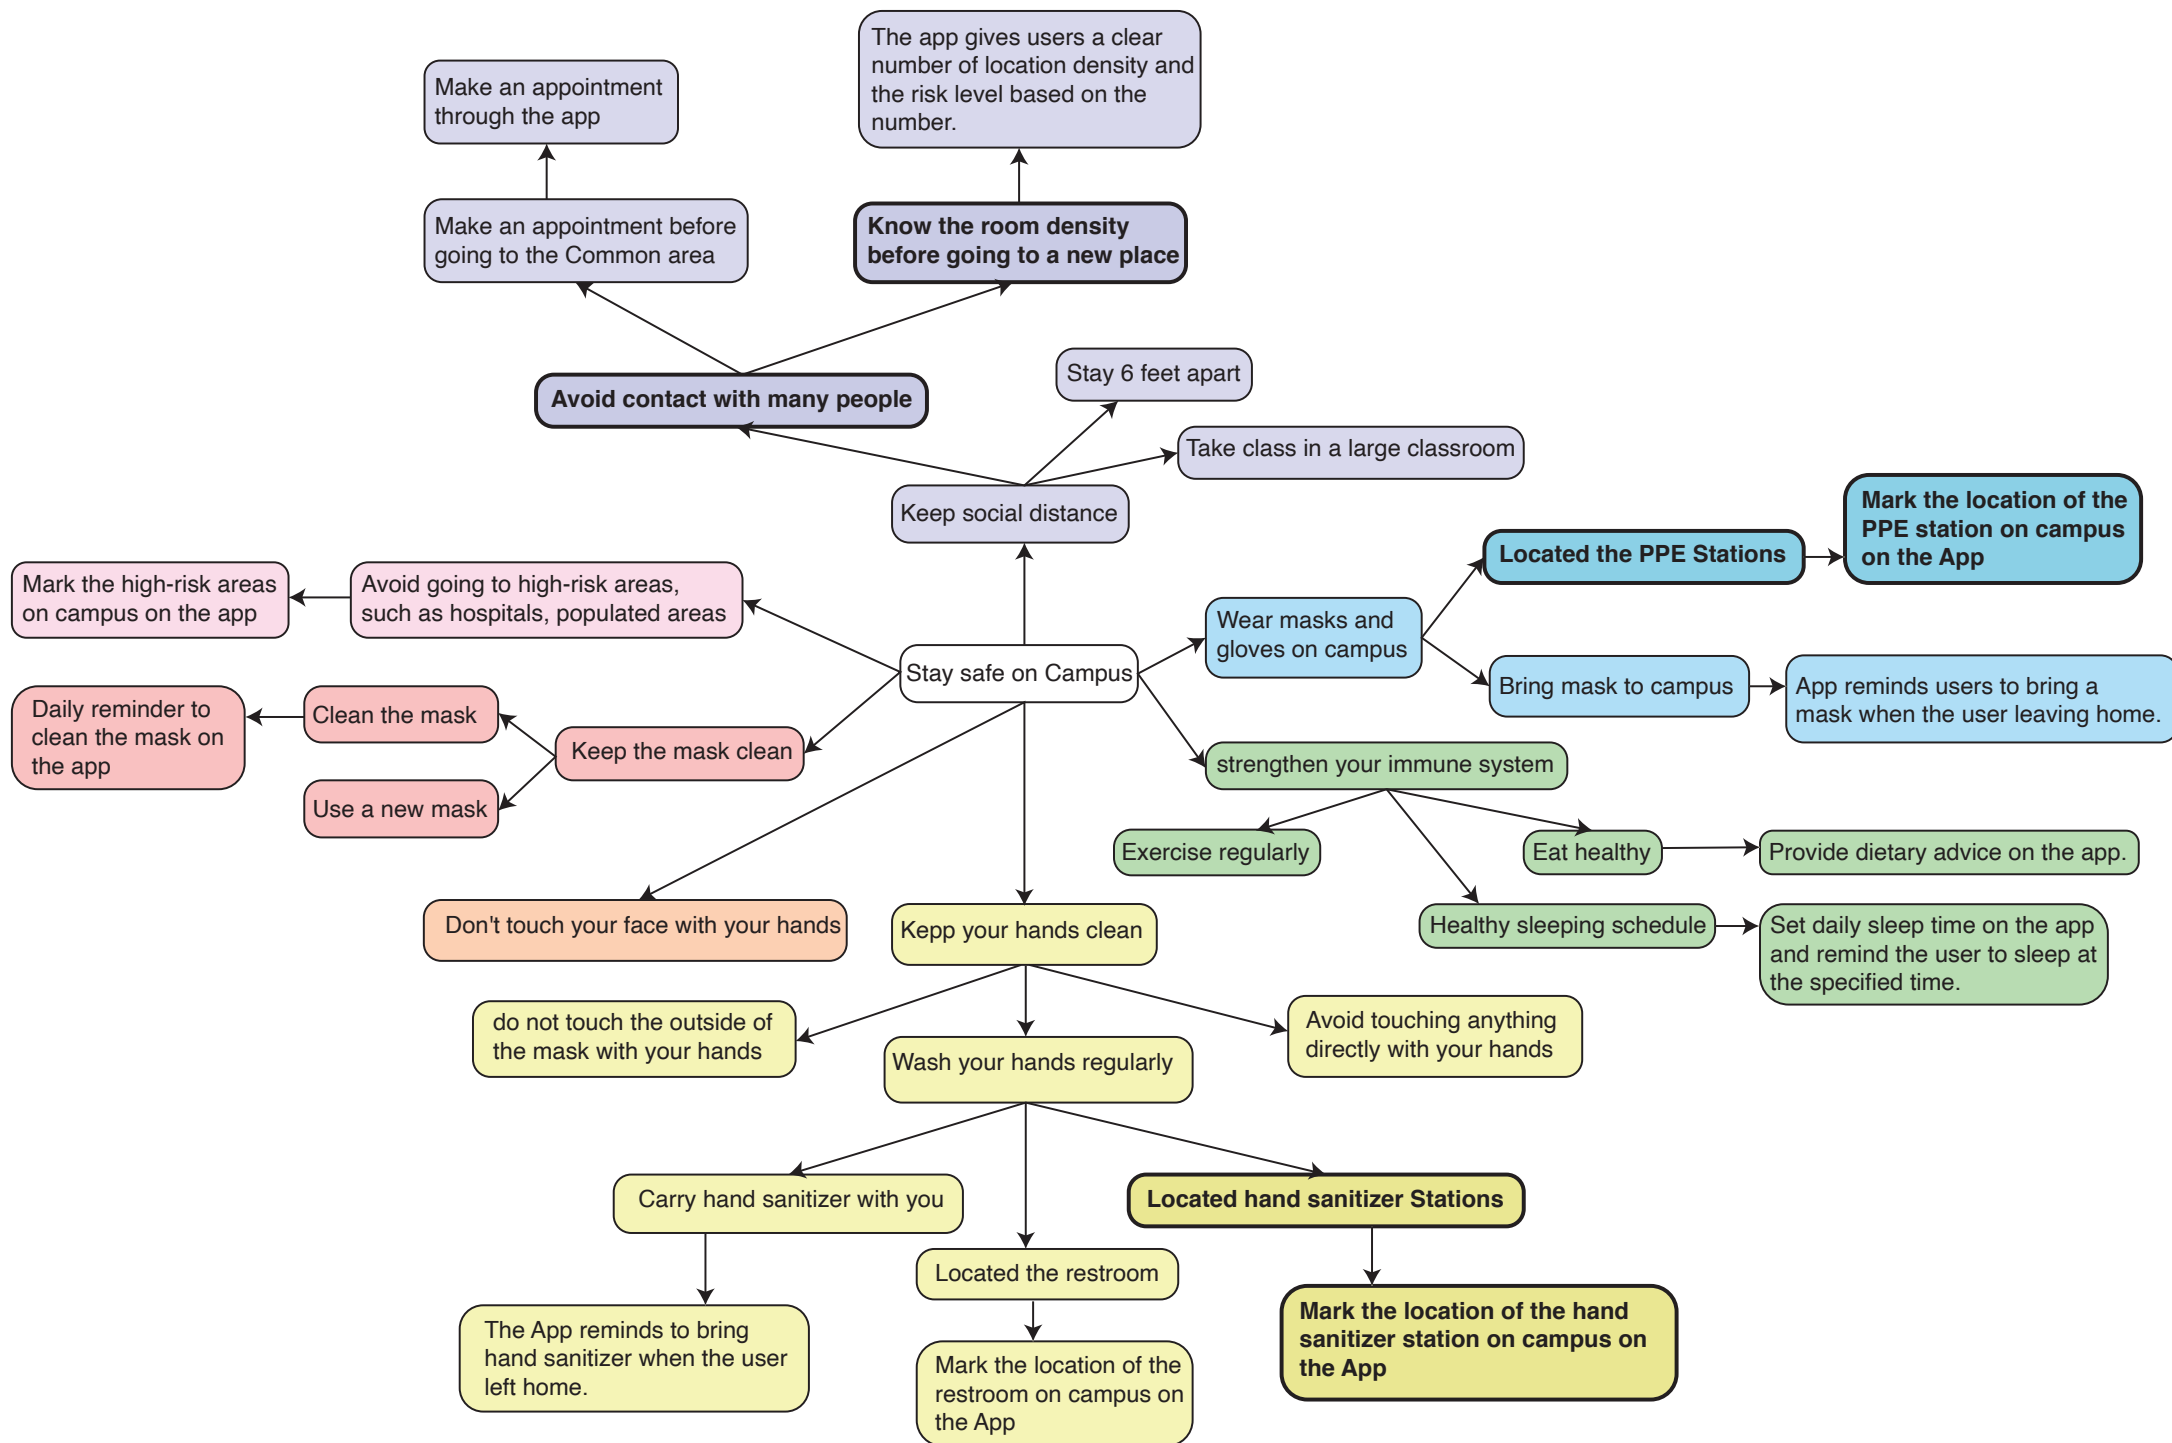 The app gives users a clear
number of location density and
the risk level based on the
number.
Make an appointment
through the app
Make an appointment before
going to the Common area
Know the room density
before going to a new place
Avoid contact with many people
Stay 6 feet apart
Take class in a large classroom
Keep social distance
Mark the location of the
PPE station on campus
on the App
Located the PPE Stations
Mark the high-risk areas
on campus on the app
Avoid going to high-risk areas,
such as hospitals, populated areas
Wear masks and
gloves on campus
Stay safe on Campus
Bring mask to campus
App reminds users to bring a
mask when the user leaving home.
Daily reminder to
clean the mask on
the app
Clean the mask
Keep the mask clean
Use a new mask
strengthen your immune system
Exercise regularly
Eat healthy
Provide dietary advice on the app.
Don't touch your face with your hands
Kepp your hands clean
Healthy sleeping schedule
Set daily sleep time on the app
and remind the user to sleep at
the specified time.
do not touch the outside of
the mask with your hands
Wash your hands regularly
Avoid touching anything
directly with your hands
Carry hand sanitizer with you
Located hand sanitizer Stations
Located the restroom
The App reminds to bring
hand sanitizer when the user
left home.
Mark the location of the
restroom on campus on
the App
Mark the location of the hand
sanitizer station on campus on
the App